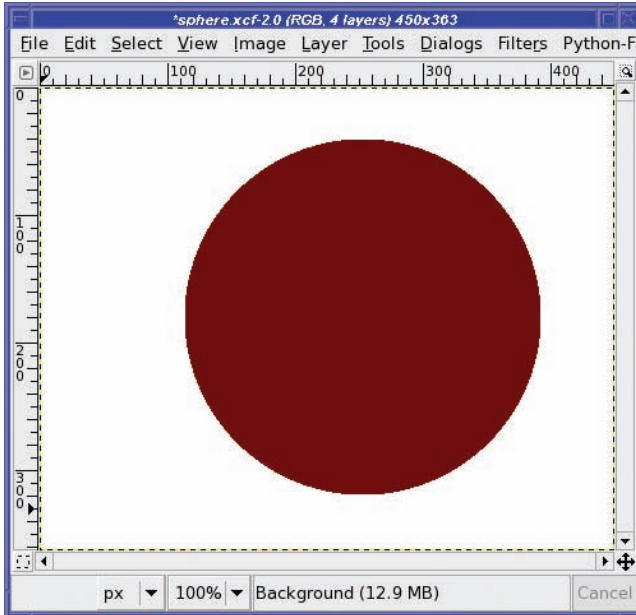 *sphere.xcf-2.0 (RGB, 4 layers) 450x363
File Edit Select View Image Layer Tools Dialogs Filters Python-F
0 100 200 300 400
0
100
200
300
px 100% Background (12.9 MB) Cancel